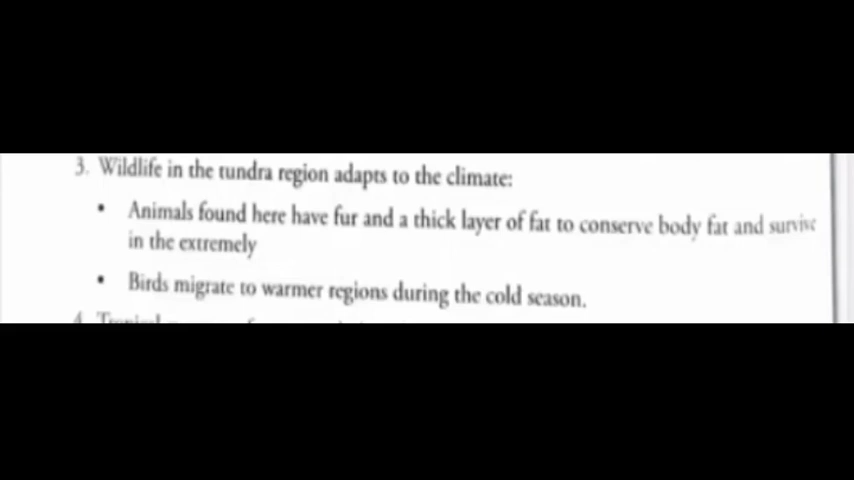 3. Wildlife in the tundra region adapts to the climate:
• Animals found here have fur and a thick layer of fat to conserve body fat and survive
in the extremely
• Birds migrate to warmer regions during the cold season.
4. Tropical